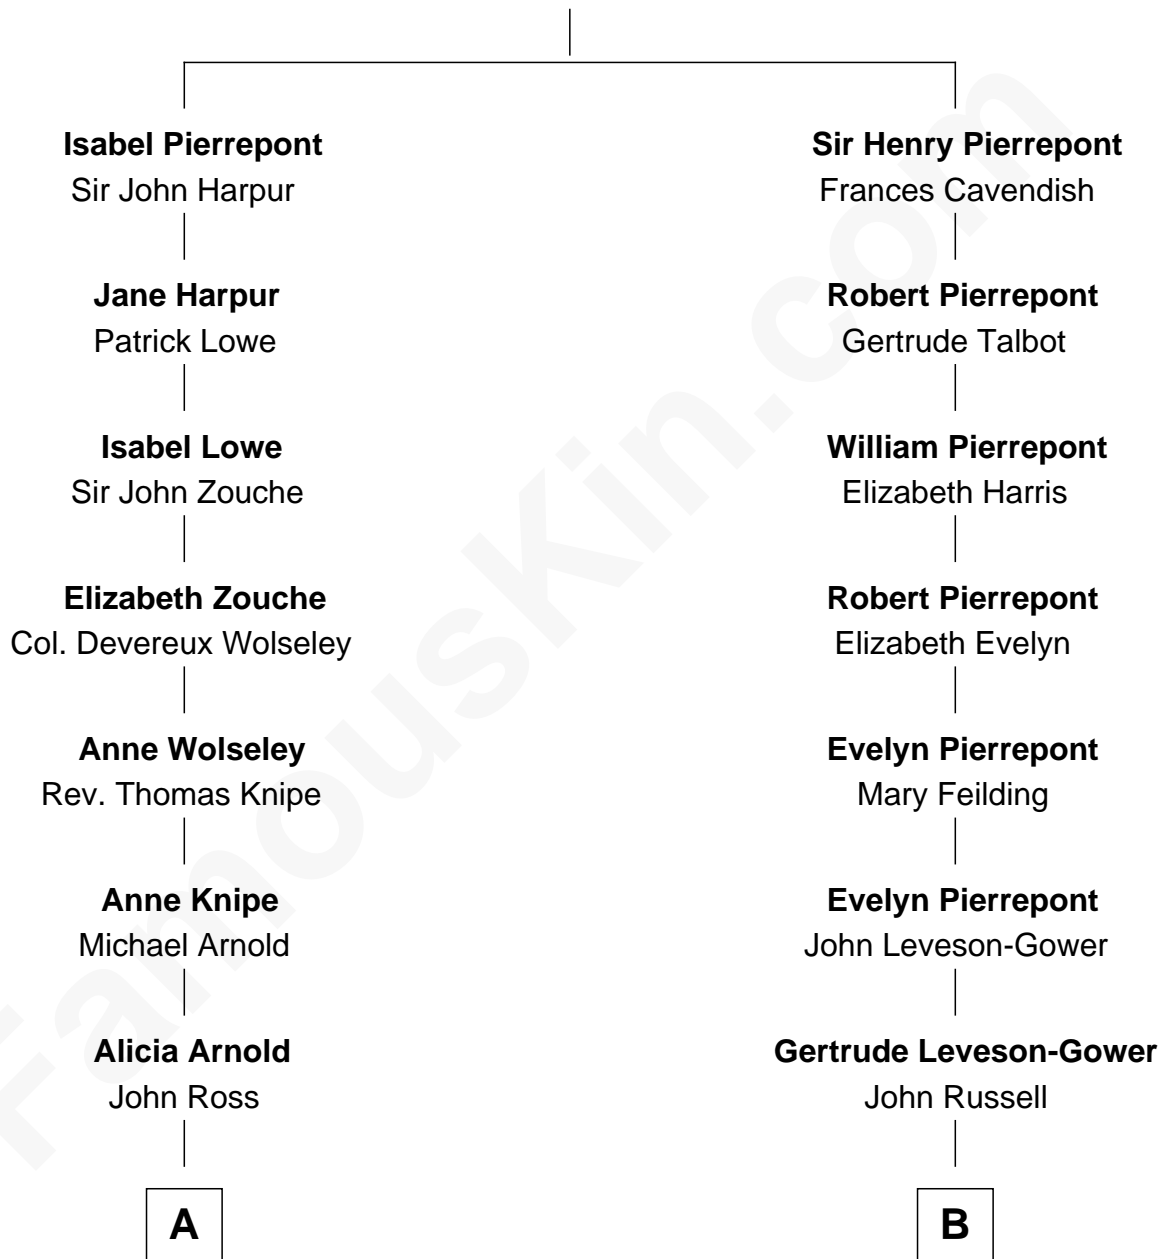 Isabel Pierrepont
Sir John Harpur
Jane Harpur
Patrick Lowe
Isabel Lowe
Sir John Zouche
Elizabeth Zouche
Col. Devereux Wolseley
Anne Wolseley
Rev. Thomas Knipe
Anne Knipe
Michael Arnold
Alicia Arnold
John Ross
A
Sir Henry Pierrepont
Frances Cavendish
Robert Pierrepont
Gertrude Talbot
William Pierrepont
Elizabeth Harris
Robert Pierrepont
Elizabeth Evelyn
Evelyn Pierrepont
Mary Feilding
Evelyn Pierrepont
John Leveson-Gower
Gertrude Leveson-Gower
John Russell
B
FamousKin.com